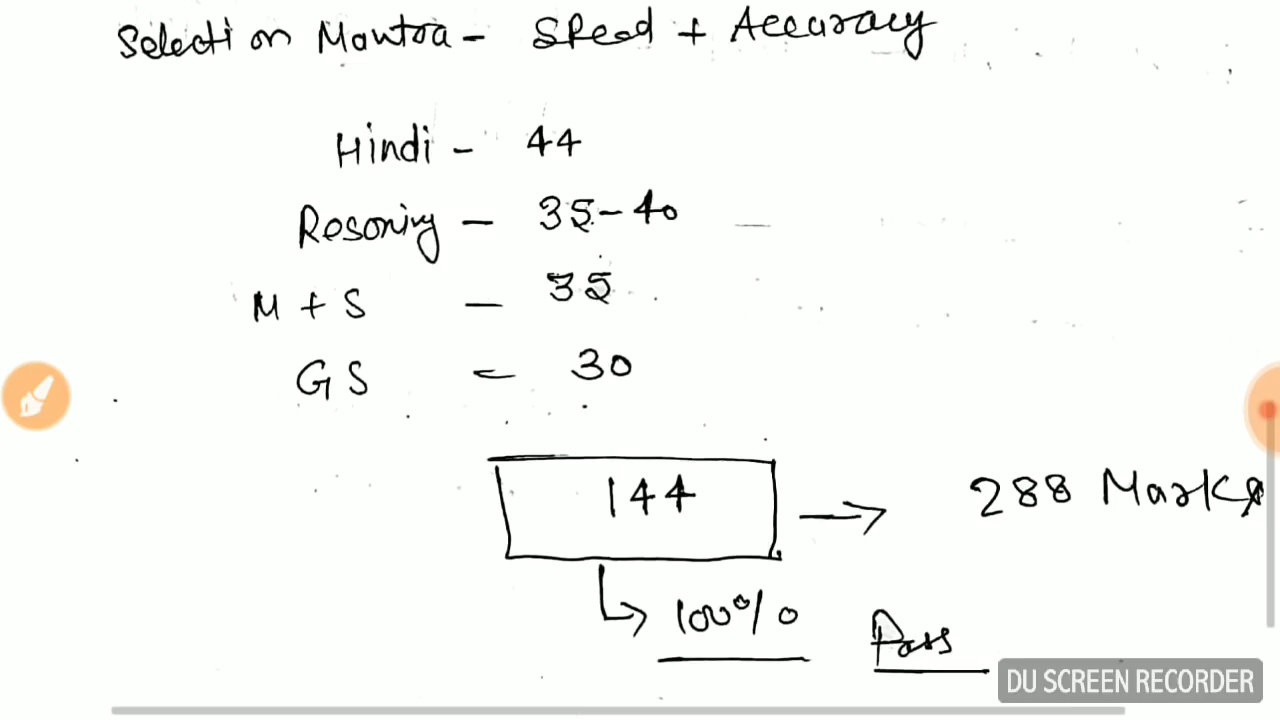 Selection Mantra - Speed + Accuracy
Hindi - 44
Resoning - 35-40
M + S - 35
GS = 30
144 → 288 Marks
100% Pass
DU SCREEN RECORDER